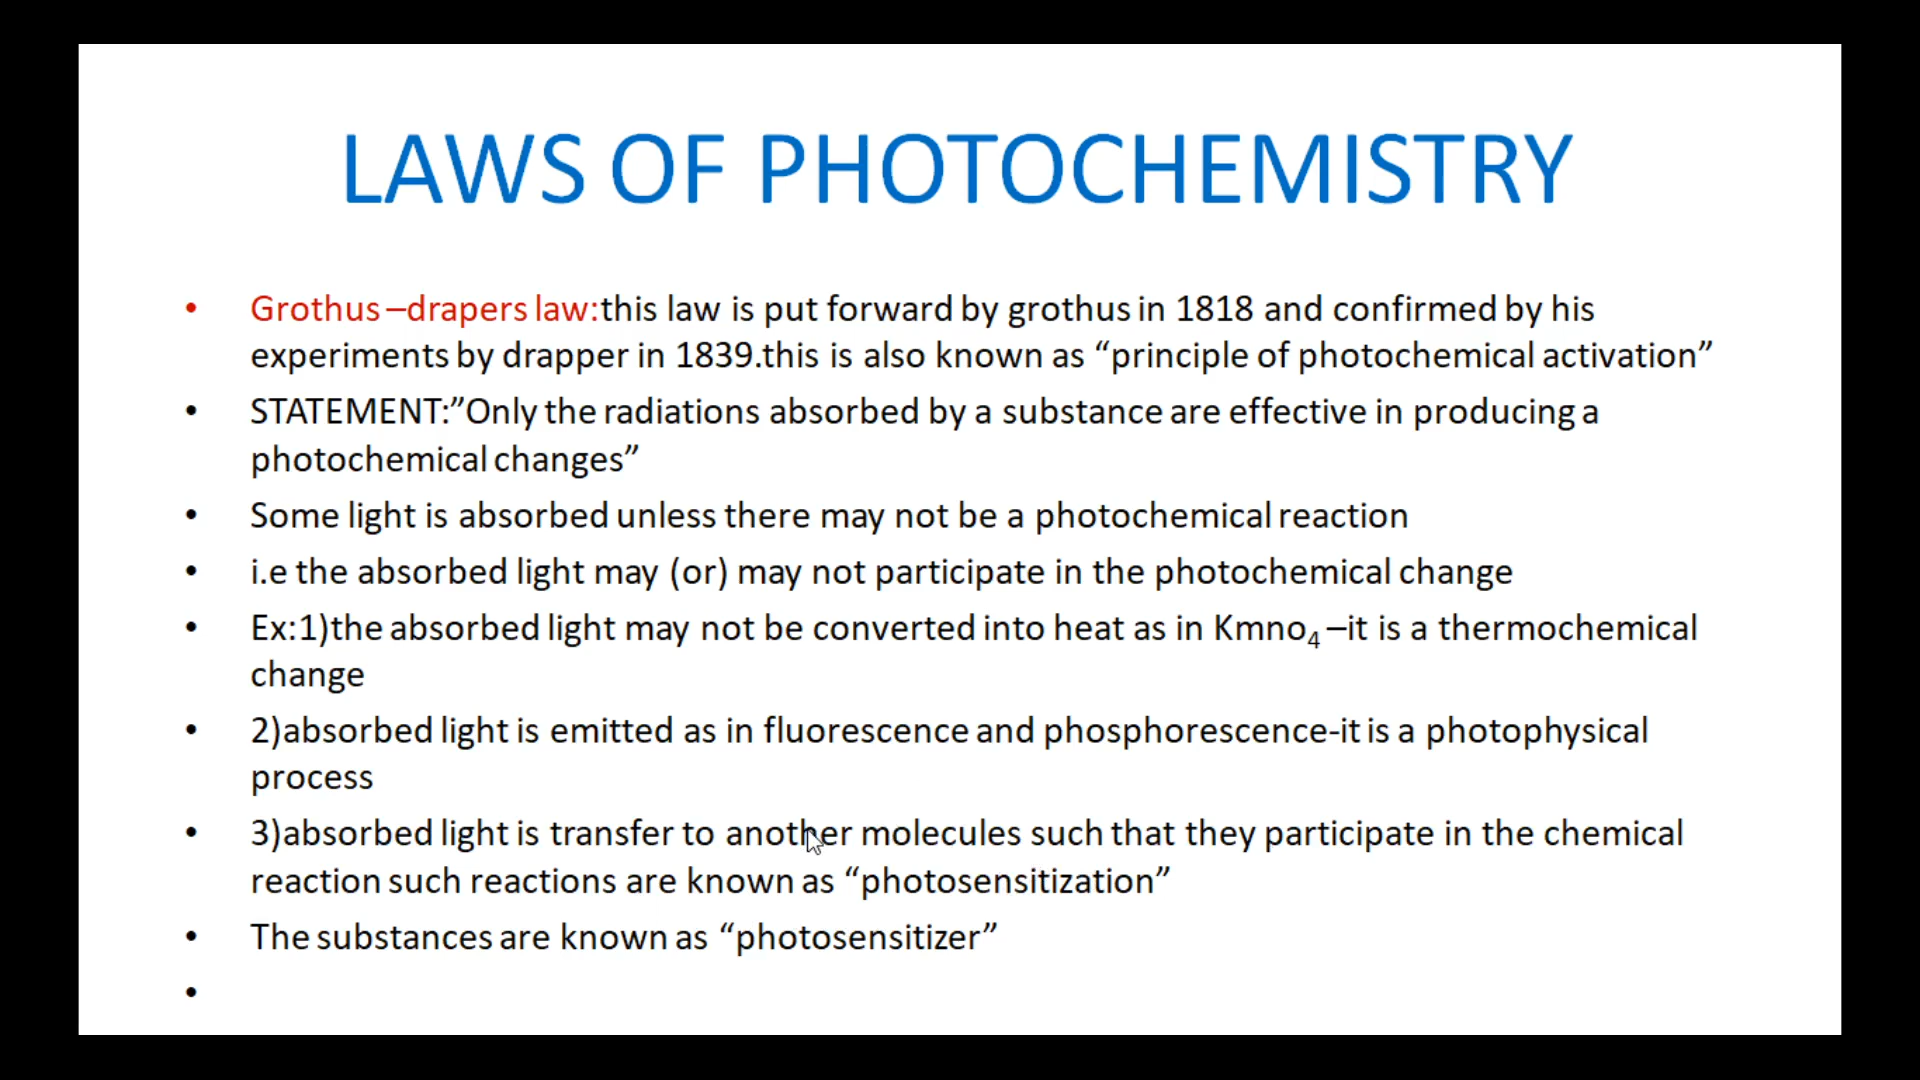 LAWS OF PHOTOCHEMISTRY
• Grothus –drapers law:this law is put forward by grothus in 1818 and confirmed by his
experiments by drapper in 1839.this is also known as “principle of photochemical activation”
• STATEMENT:”Only the radiations absorbed by a substance are effective in producing a
photochemical changes”
• Some light is absorbed unless there may not be a photochemical reaction
• i.e the absorbed light may (or) may not participate in the photochemical change
• Ex:1)the absorbed light may not be converted into heat as in Kmno₄ –it is a thermochemical
change
• 2)absorbed light is emitted as in fluorescence and phosphorescence-it is a photophysical
process
• 3)absorbed light is transfer to another molecules such that they participate in the chemical
reaction such reactions are known as “photosensitization”
• The substances are known as “photosensitizer”
•